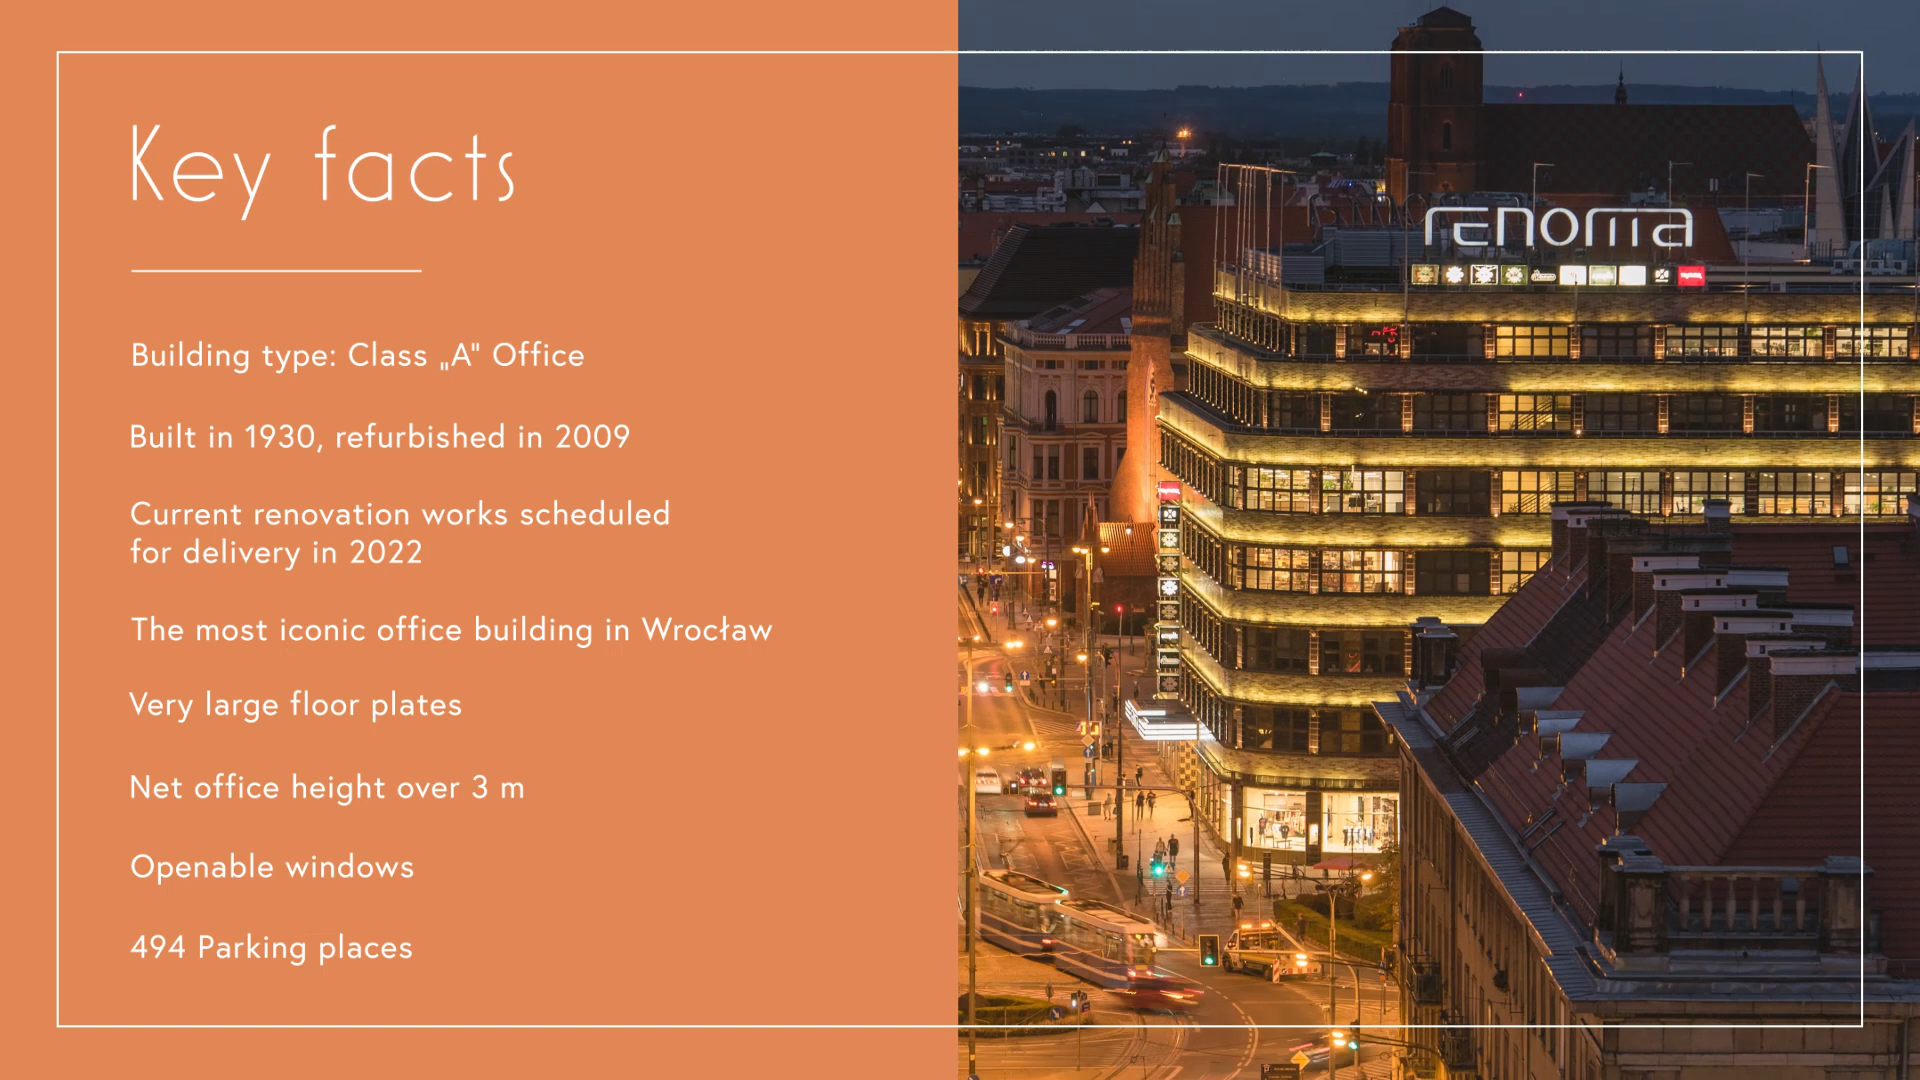 Key facts
Building type: Class „A" Office
Built in 1930, refurbished in 2009
Current renovation works scheduled
for delivery in 2022
The most iconic office building in Wrocław
Very large floor plates
Net office height over 3 m
Openable windows
494 Parking places
renoma